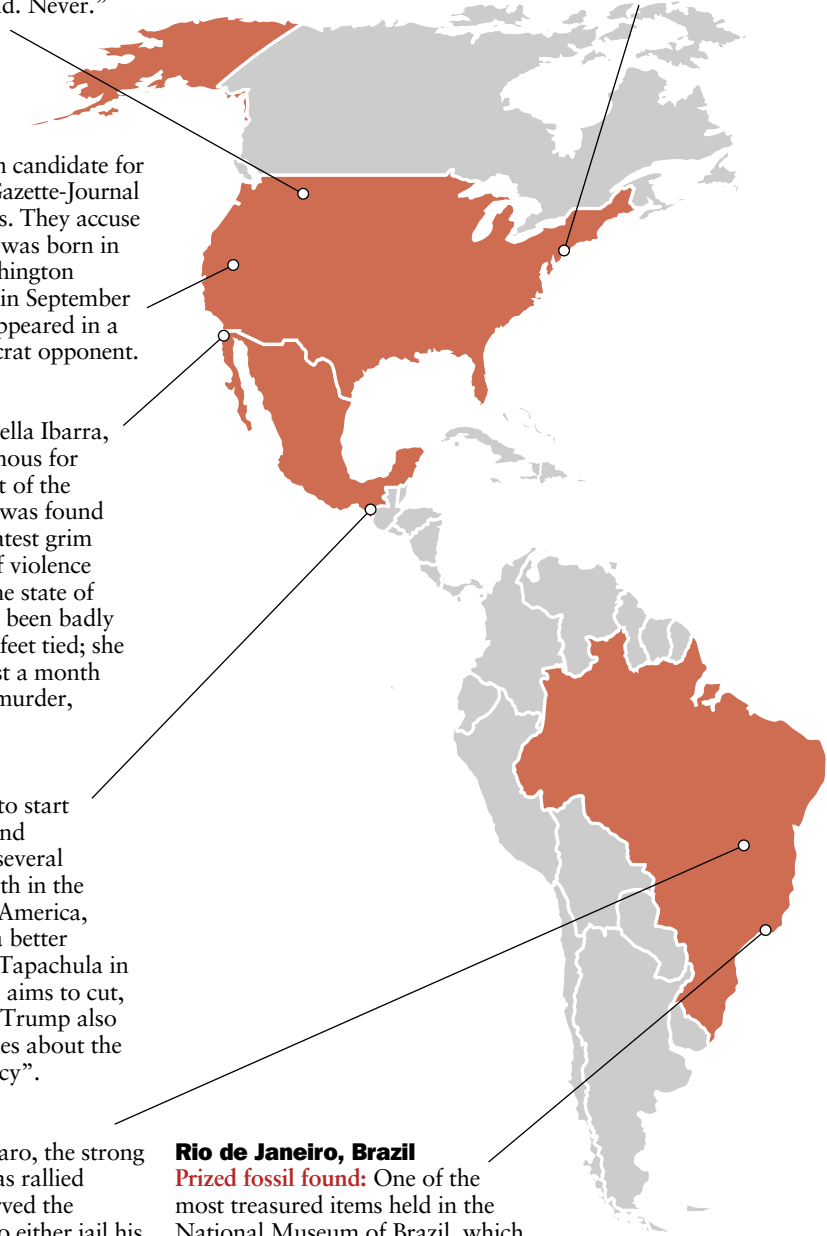 d. Never.”
n candidate for
Gazette-Journal
s. They accuse
was born in
hington
in September
ppeared in a
crat opponent.
ella Ibarra,
nous for
t of the
was found
atest grim
f violence
ne state of
been badly
feet tied; she
st a month
murder,
to start
nd
several
th in the
America,
a better
Tapachula in
aims to cut,
Trump also
es about the
cy”.
aro, the strong
as rallied
rved the
o either jail his
Rio de Janeiro, Brazil
Prized fossil found: One of the
most treasured items held in the
National Museum of Brazil, which